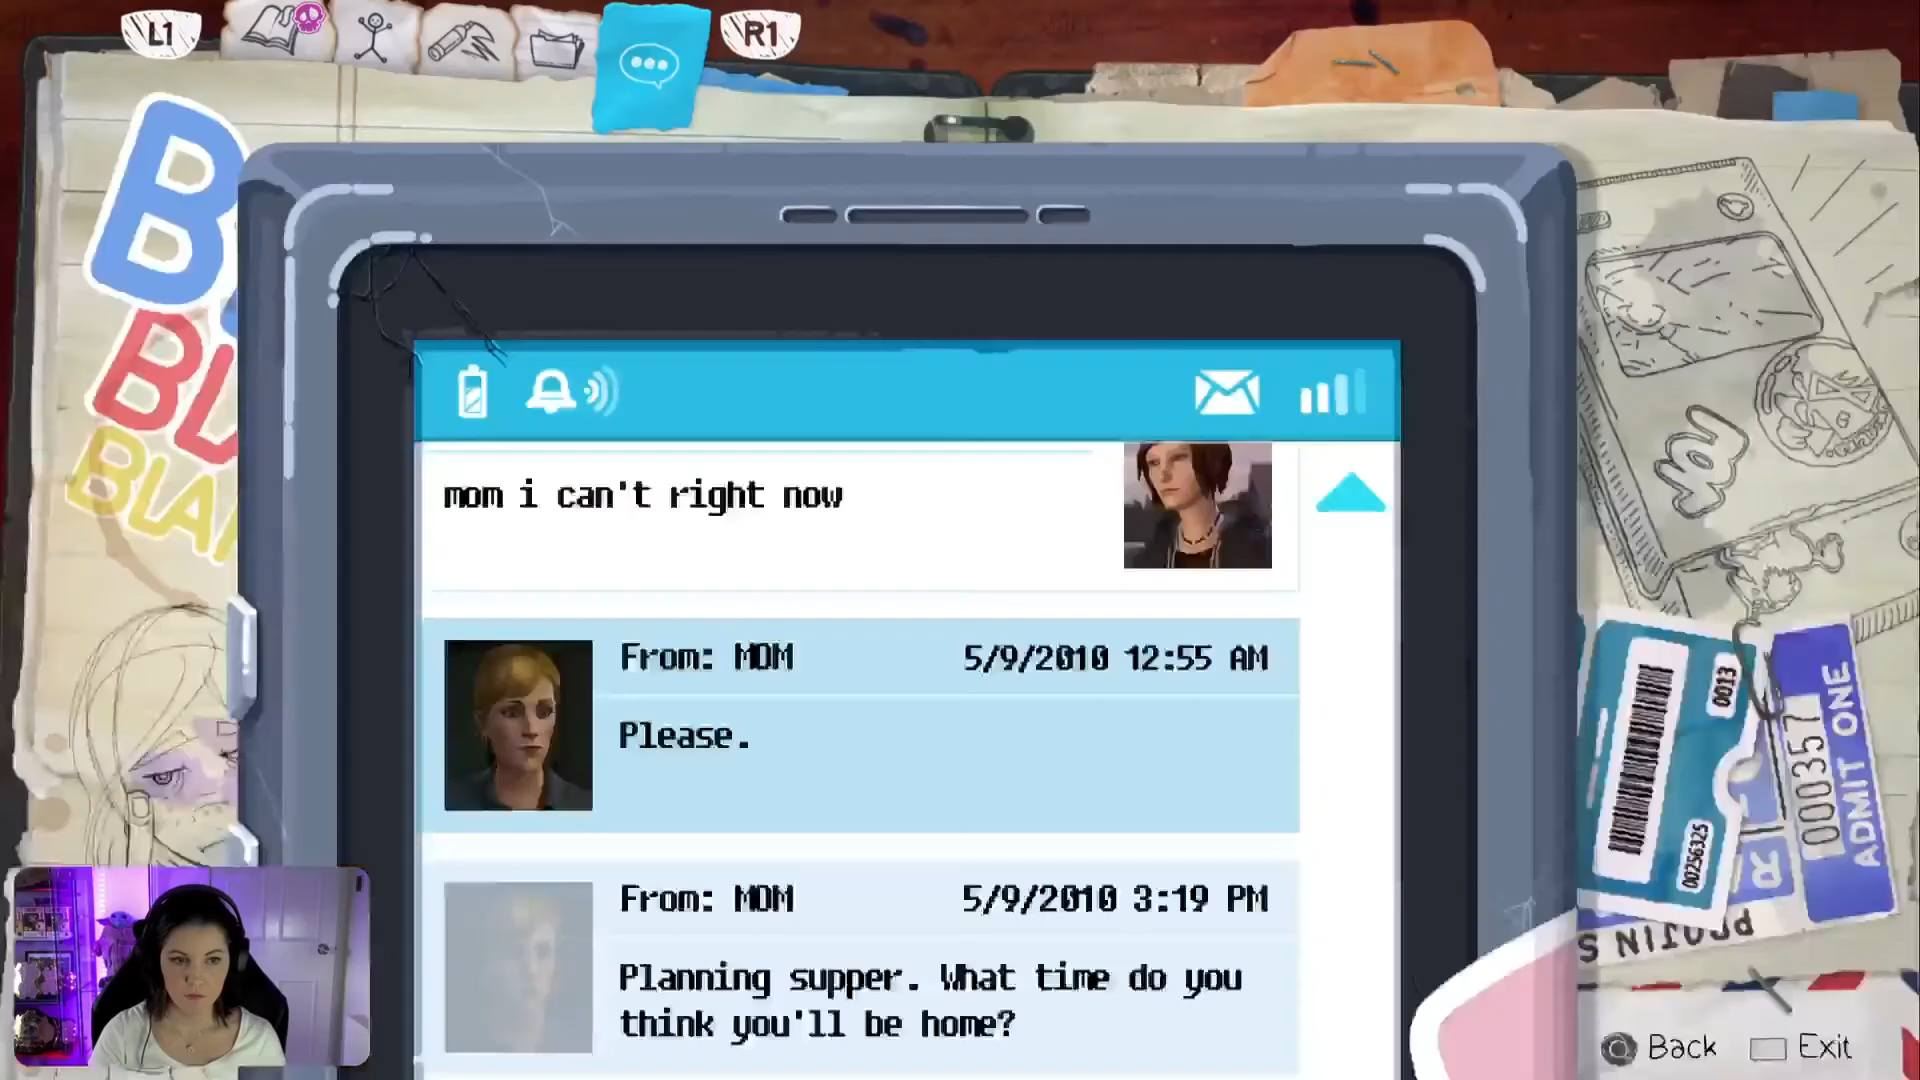 L1
R1
B
BL
BLA
mom i can't right now
From: MOM
5/9/2010 12:55 AM
Please.
From: MOM
5/9/2010 3:19 PM
Planning supper. What time do you
think you'll be home?
0013
00256325
000357
ADMIT ONE
Back
Exit